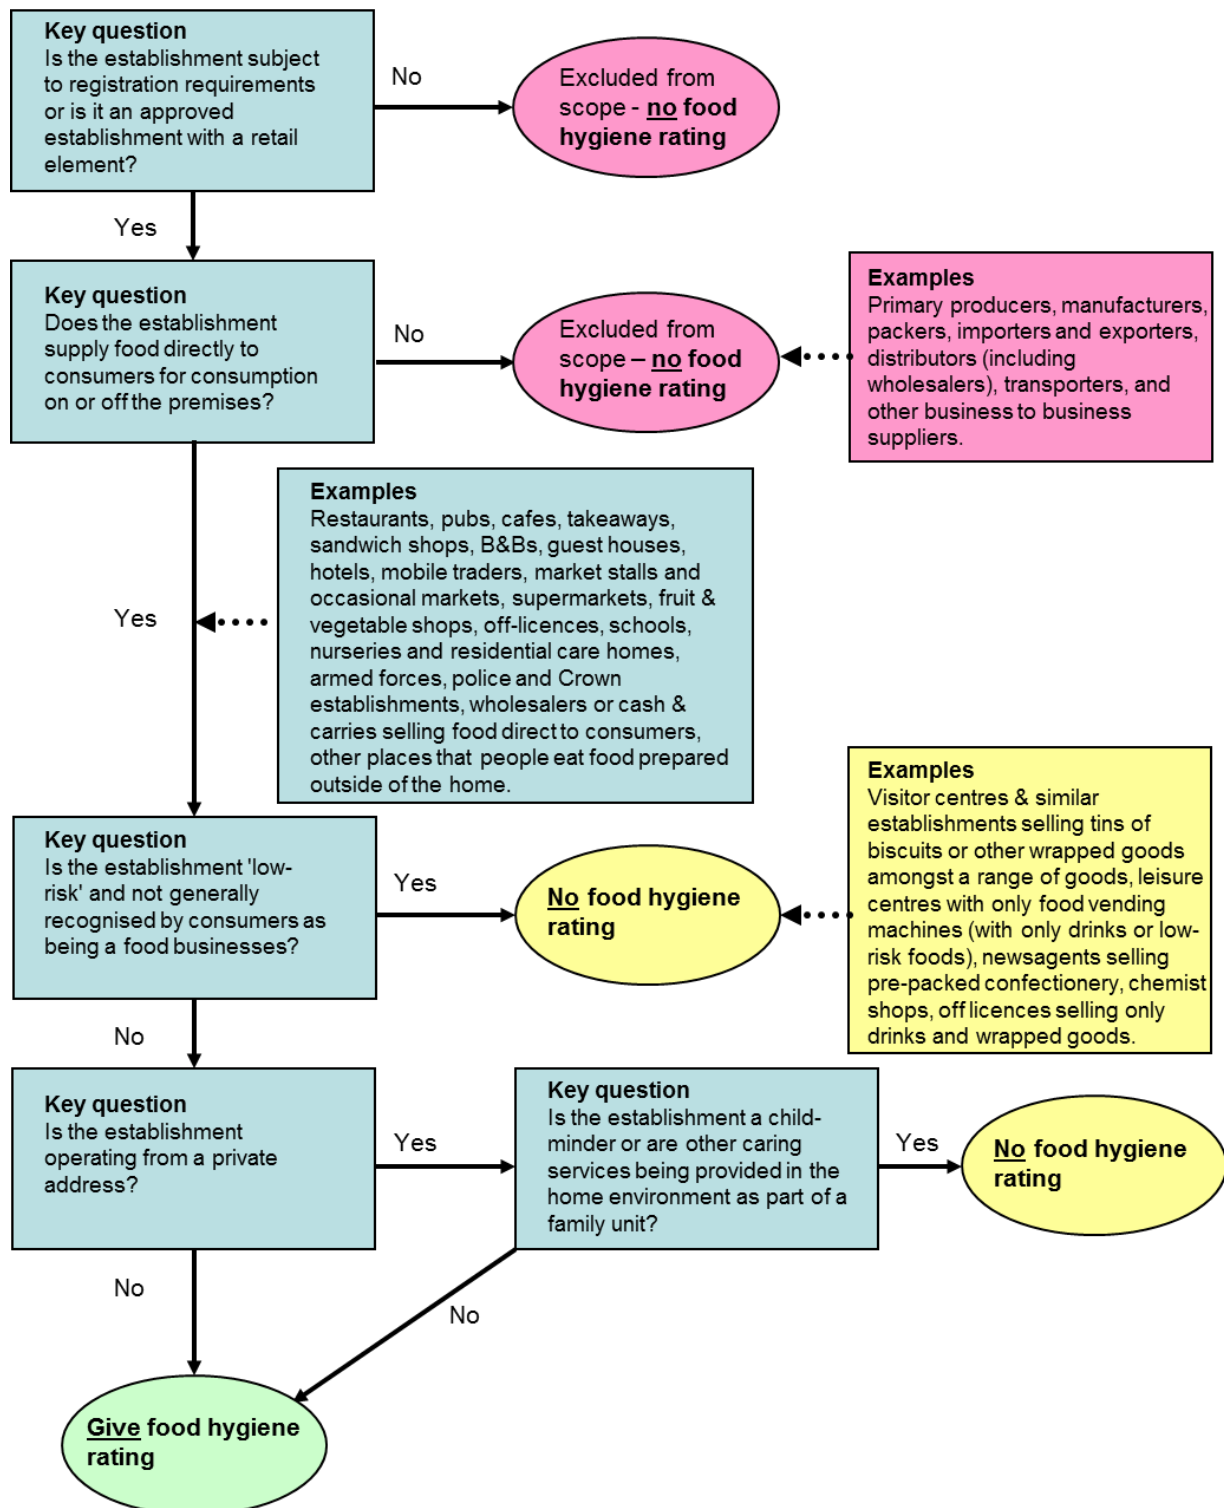 Key question
Is the establishment subject
to registration requirements
or is it an approved
establishment with a retail
element?
No
Excluded from
scope - no food
hygiene rating
Yes
Key question
Does the establishment
supply food directly to
consumers for consumption
on or off the premises?
No
Excluded from
scope – no food
hygiene rating
Examples
Primary producers, manufacturers,
packers, importers and exporters,
distributors (including
wholesalers), transporters, and
other business to business
suppliers.
Yes
Examples
Restaurants, pubs, cafes, takeaways,
sandwich shops, B&Bs, guest houses,
hotels, mobile traders, market stalls and
occasional markets, supermarkets, fruit &
vegetable shops, off-licences, schools,
nurseries and residential care homes,
armed forces, police and Crown
establishments, wholesalers or cash &
carries selling food direct to consumers,
other places that people eat food prepared
outside of the home.
Key question
Is the establishment 'low-
risk' and not generally
recognised by consumers as
being a food businesses?
Yes
No food hygiene
rating
Examples
Visitor centres & similar
establishments selling tins of
biscuits or other wrapped goods
amongst a range of goods, leisure
centres with only food vending
machines (with only drinks or low-
risk foods), newsagents selling
pre-packed confectionery, chemist
shops, off licences selling only
drinks and wrapped goods.
No
Key question
Is the establishment
operating from a private
address?
Yes
Key question
Is the establishment a child-
minder or are other caring
services being provided in the
home environment as part of a
family unit?
Yes
No food hygiene
rating
No
No
Give food hygiene
rating